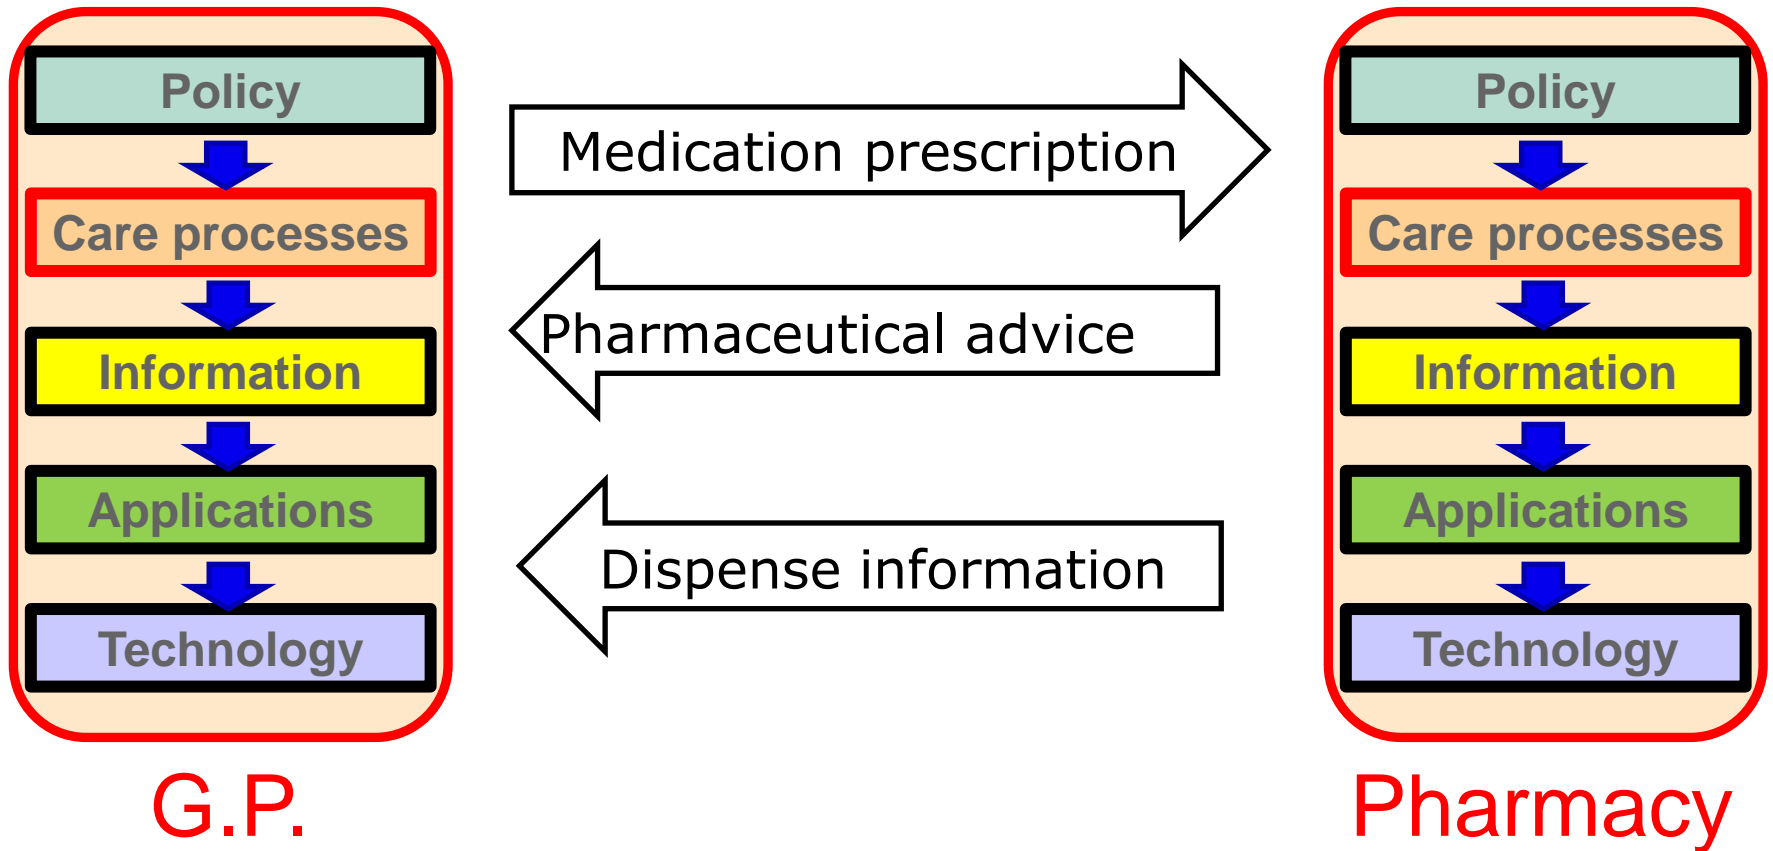 Policy
Care processes
Information
Applications
Technology
G.P.
Medication prescription
Pharmaceutical advice
Dispense information
Policy
Care processes
Information
Applications
Technology
Pharmacy